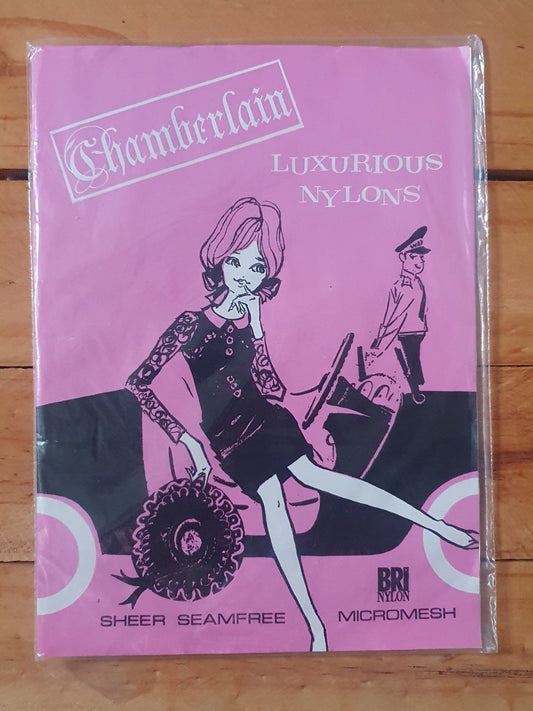 Chamberlain
LUXURIOUS
NYLONS
BRI
NYLON
SHEER SEAMFREE MICROMESH